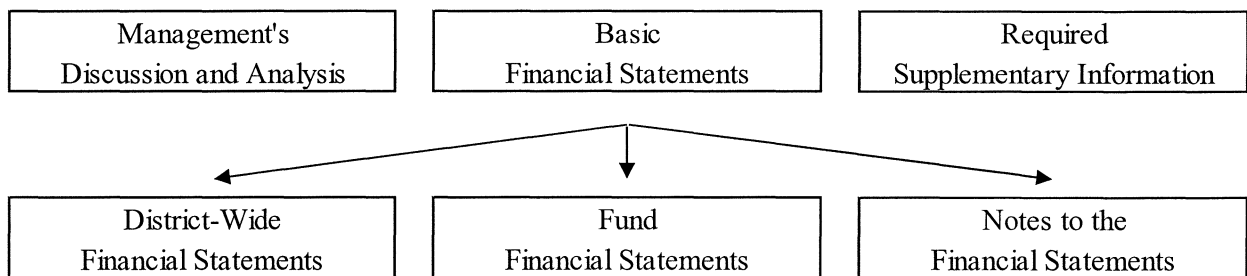 Management's
Discussion and Analysis
Basic
Financial Statements
Required
Supplementary Information
District-Wide
Financial Statements
Fund
Financial Statements
Notes to the
Financial Statements